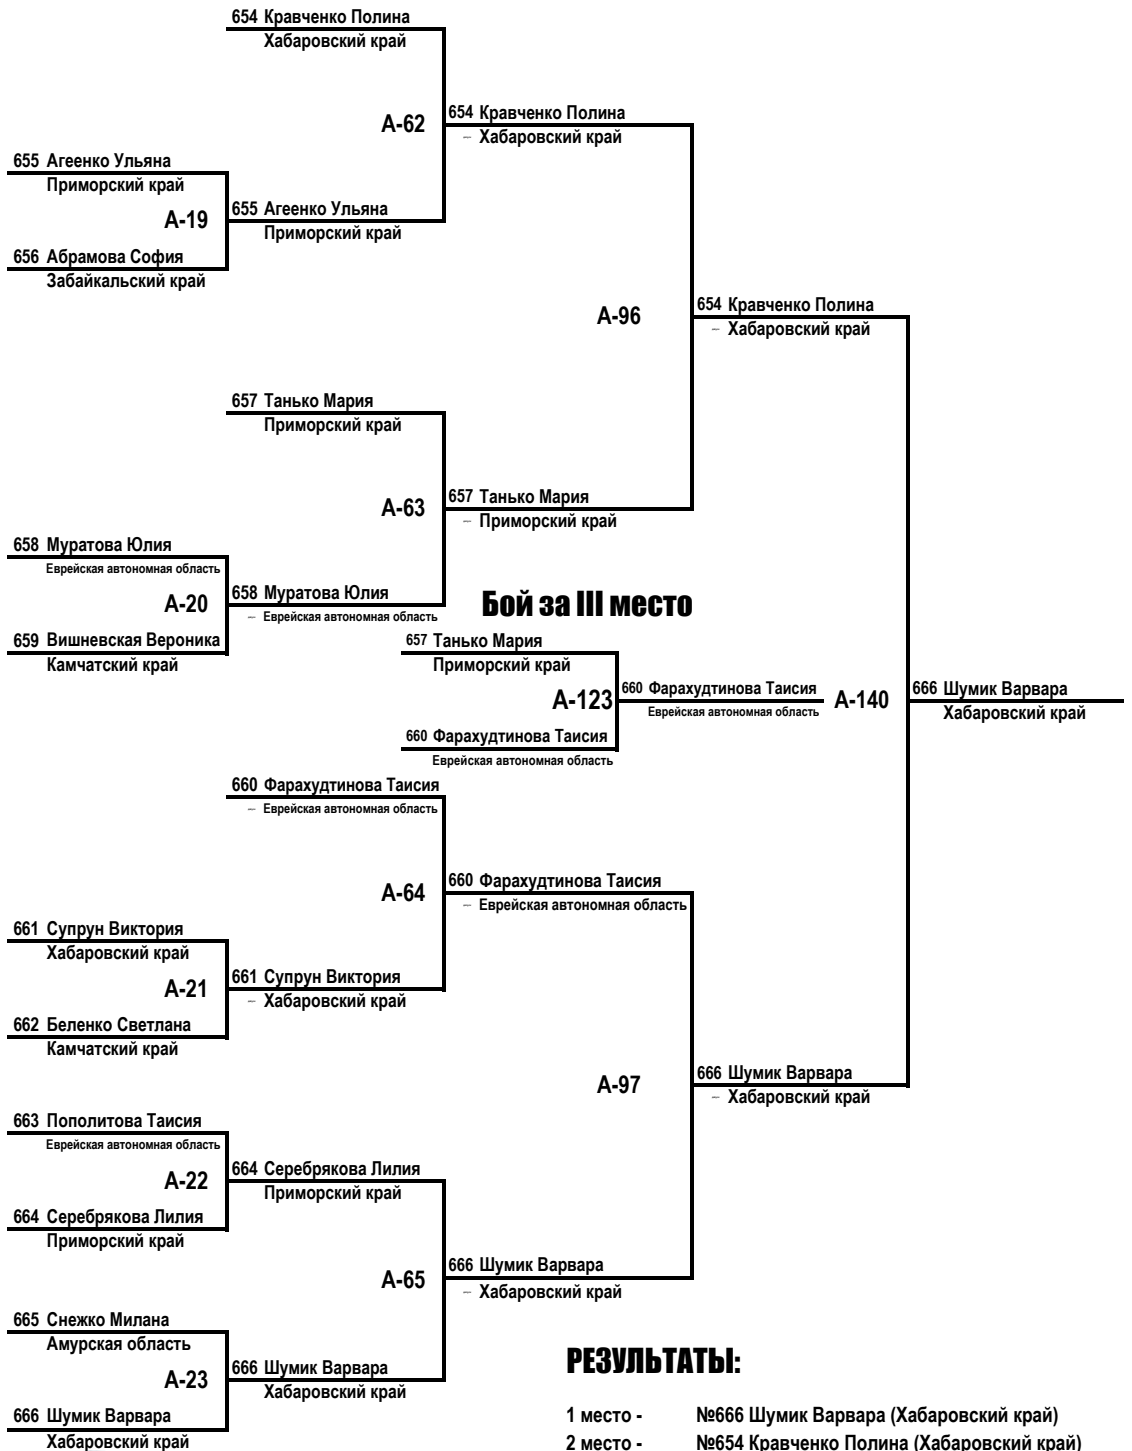 654 Кравченко Полина
Хабаровский край
А-62
654 Кравченко Полина
– Хабаровский край
655 Агеенко Ульяна
Приморский край
А-19
655 Агеенко Ульяна
Приморский край
656 Абрамова София
Забайкальский край
А-96
654 Кравченко Полина
– Хабаровский край
657 Танько Мария
Приморский край
А-63
657 Танько Мария
– Приморский край
658 Муратова Юлия
Еврейская автономная область
А-20
658 Муратова Юлия
– Еврейская автономная область
659 Вишневская Вероника
Камчатский край
Бой за III место
657 Танько Мария
Приморский край
А-123
660 Фарахудтинова Таисия
Еврейская автономная область
660 Фарахудтинова Таисия
Еврейская автономная область
А-140
666 Шумик Варвара
Хабаровский край
660 Фарахудтинова Таисия
– Еврейская автономная область
А-64
660 Фарахудтинова Таисия
– Еврейская автономная область
661 Супрун Виктория
Хабаровский край
А-21
661 Супрун Виктория
– Хабаровский край
662 Беленко Светлана
Камчатский край
А-97
666 Шумик Варвара
– Хабаровский край
663 Пополитова Таисия
Еврейская автономная область
А-22
664 Серебрякова Лилия
Приморский край
664 Серебрякова Лилия
Приморский край
А-65
666 Шумик Варвара
– Хабаровский край
665 Снежко Милана
Амурская область
А-23
666 Шумик Варвара
Хабаровский край
666 Шумик Варвара
Хабаровский край
РЕЗУЛЬТАТЫ:
1 место - №666 Шумик Варвара (Хабаровский край)
2 место - №654 Кравченко Полина (Хабаровский край)